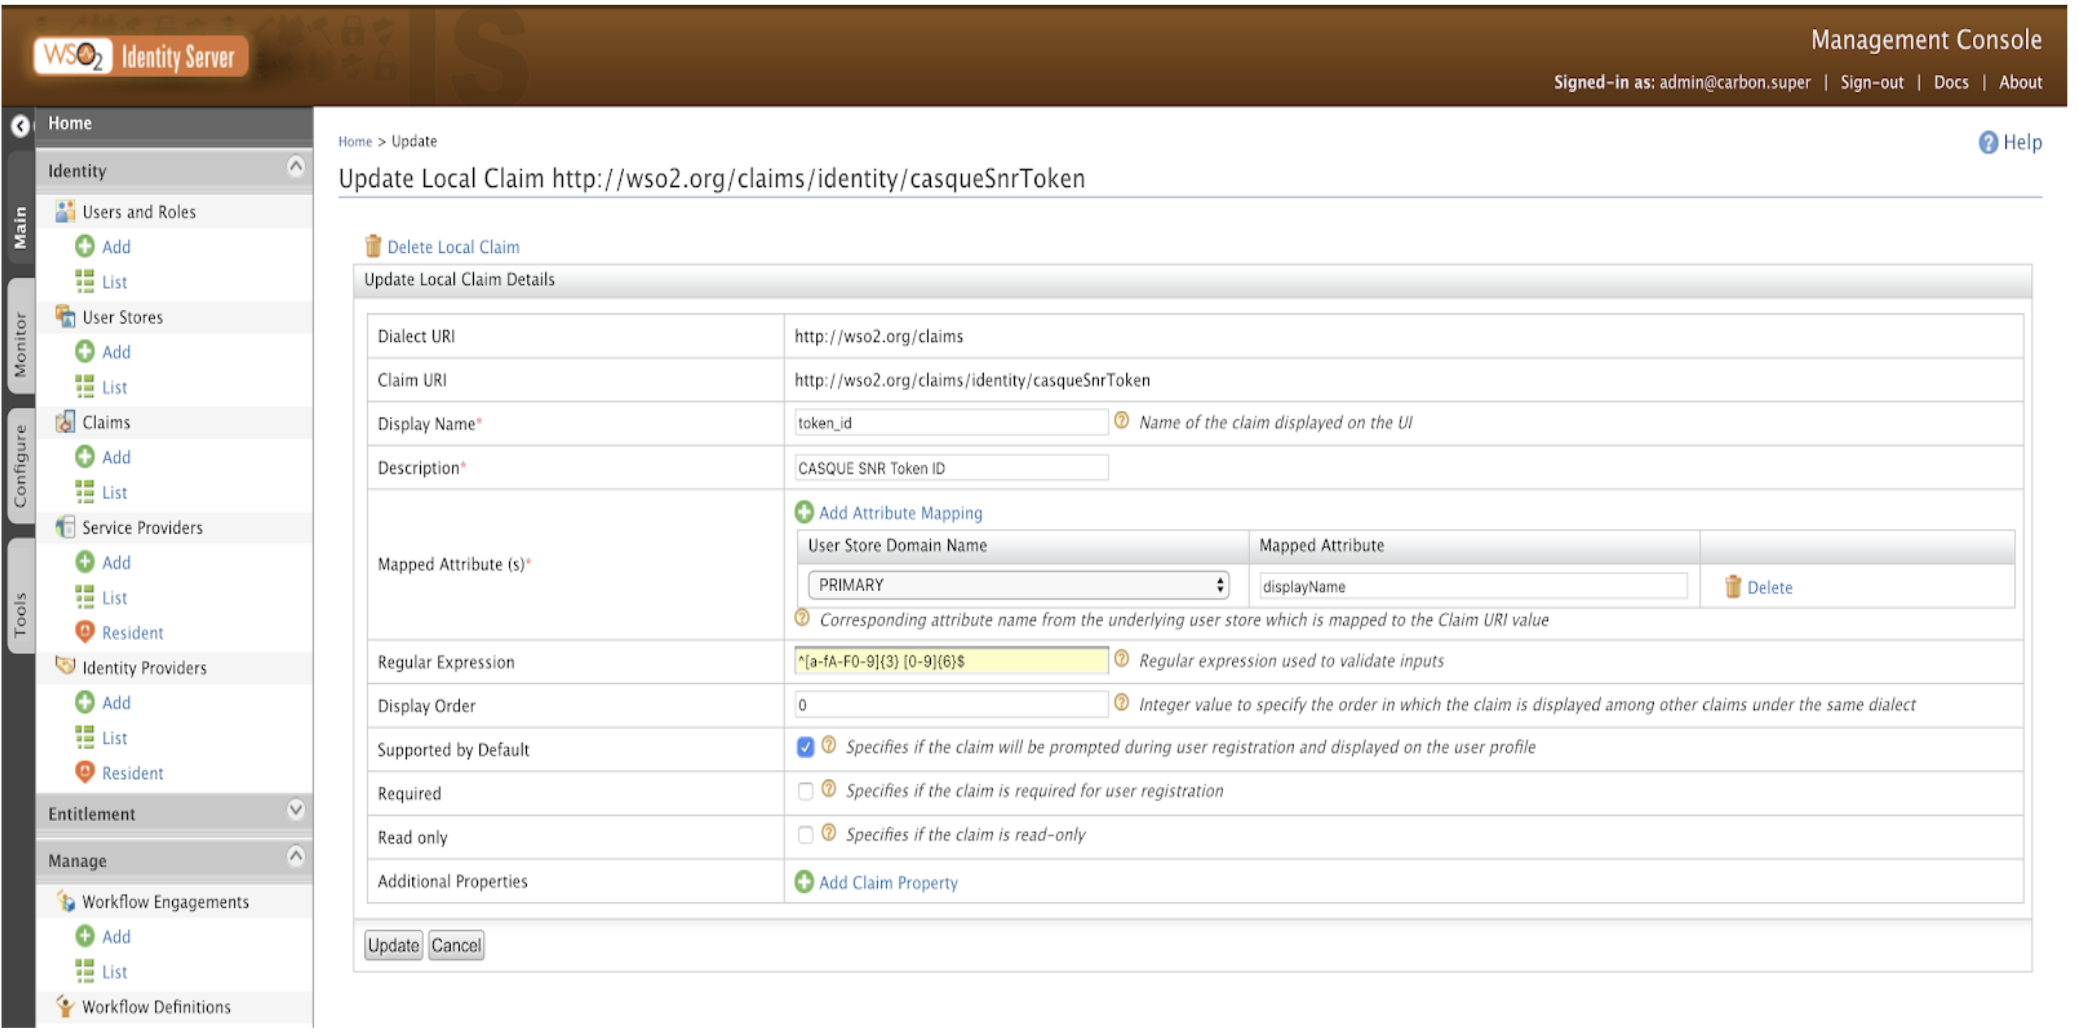 WSO2 Identity Server
Management Console
Signed-in as: admin@carbon.super | Sign-out | Docs | About
Main
Monitor
Configure
Tools
Home
Identity
Users and Roles
Add
List
User Stores
Add
List
Claims
Add
List
Service Providers
Add
List
Resident
Identity Providers
Add
List
Resident
Entitlement
Manage
Workflow Engagements
Add
List
Workflow Definitions
Home > Update
Help
Update Local Claim http://wso2.org/claims/identity/casqueSnrToken
Delete Local Claim
Update Local Claim Details
Dialect URI http://wso2.org/claims
Claim URI http://wso2.org/claims/identity/casqueSnrToken
Display Name* token_id Name of the claim displayed on the UI
Description* CASQUE SNR Token ID
Mapped Attribute (s)*
Add Attribute Mapping
User Store Domain Name Mapped Attribute
PRIMARY displayName Delete
Corresponding attribute name from the underlying user store which is mapped to the Claim URI value
Regular Expression ^[a-fA-F0-9]{3} [0-9]{6}$ Regular expression used to validate inputs
Display Order 0 Integer value to specify the order in which the claim is displayed among other claims under the same dialect
Supported by Default Specifies if the claim will be prompted during user registration and displayed on the user profile
Required Specifies if the claim is required for user registration
Read only Specifies if the claim is read-only
Additional Properties Add Claim Property
Update Cancel